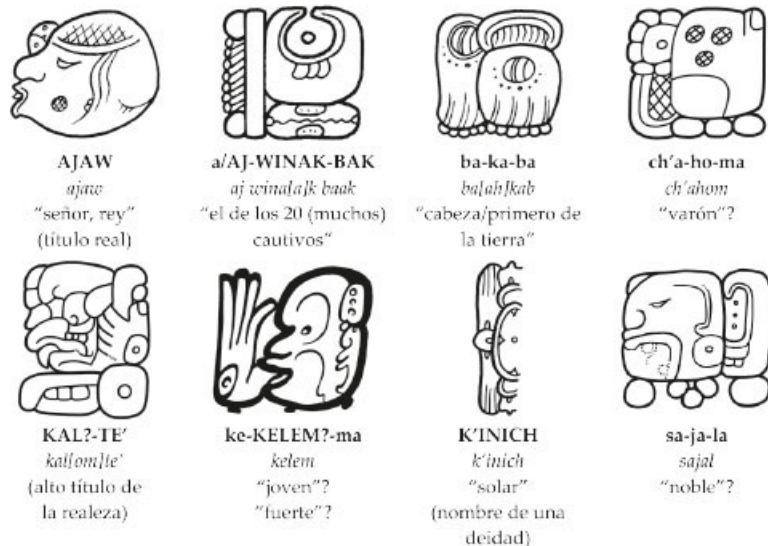 AJAW
ajaw
"señor, rey"
(título real)
a/AJ-WINAK-BAK
aj wina[a]k baak
"el de los 20 (muchos)
cautivos"
ba-ka-ba
ba[ah]kab
"cabeza/primero de
la tierra"
ch'a-ho-ma
ch'ahom
"varón"?
KAL?-TE'
kal[om]te'
(alto título de
la realeza)
ke-KELEM?-ma
kelem
"joven"?
"fuerte"?
K'INICH
k'inich
"solar"
(nombre de una
deidad)
sa-ja-la
sajal
"noble"?